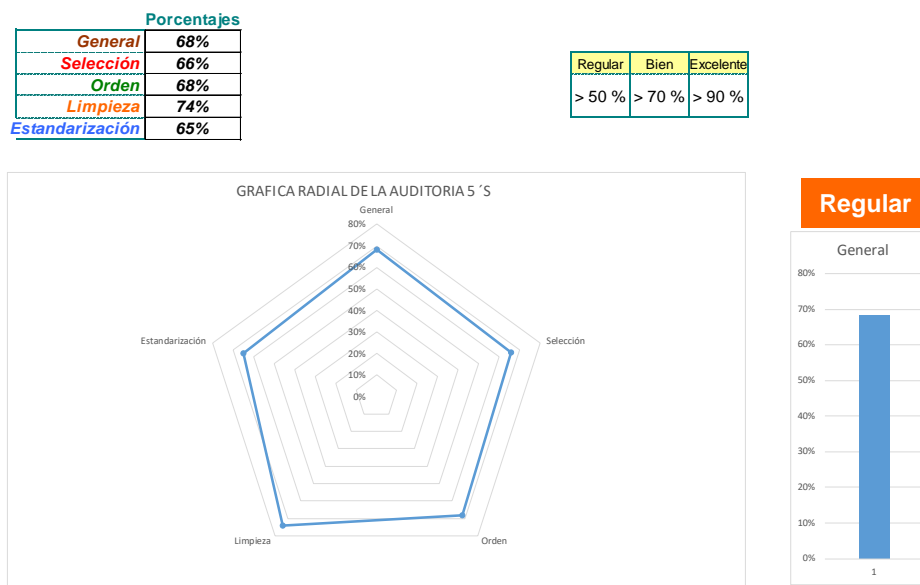 Porcentajes
General 68%
Selección 66%
Orden 68%
Limpieza 74%
Estandarización 65%
Regular Bien Excelente
> 50 % > 70 % > 90 %
GRAFICA RADIAL DE LA AUDITORIA 5 ´S
General
80%
70%
60%
50%
40%
30%
20%
10%
0%
Estandarización
Selección
Limpieza
Orden
Regular
General
80%
70%
60%
50%
40%
30%
20%
10%
0%
1